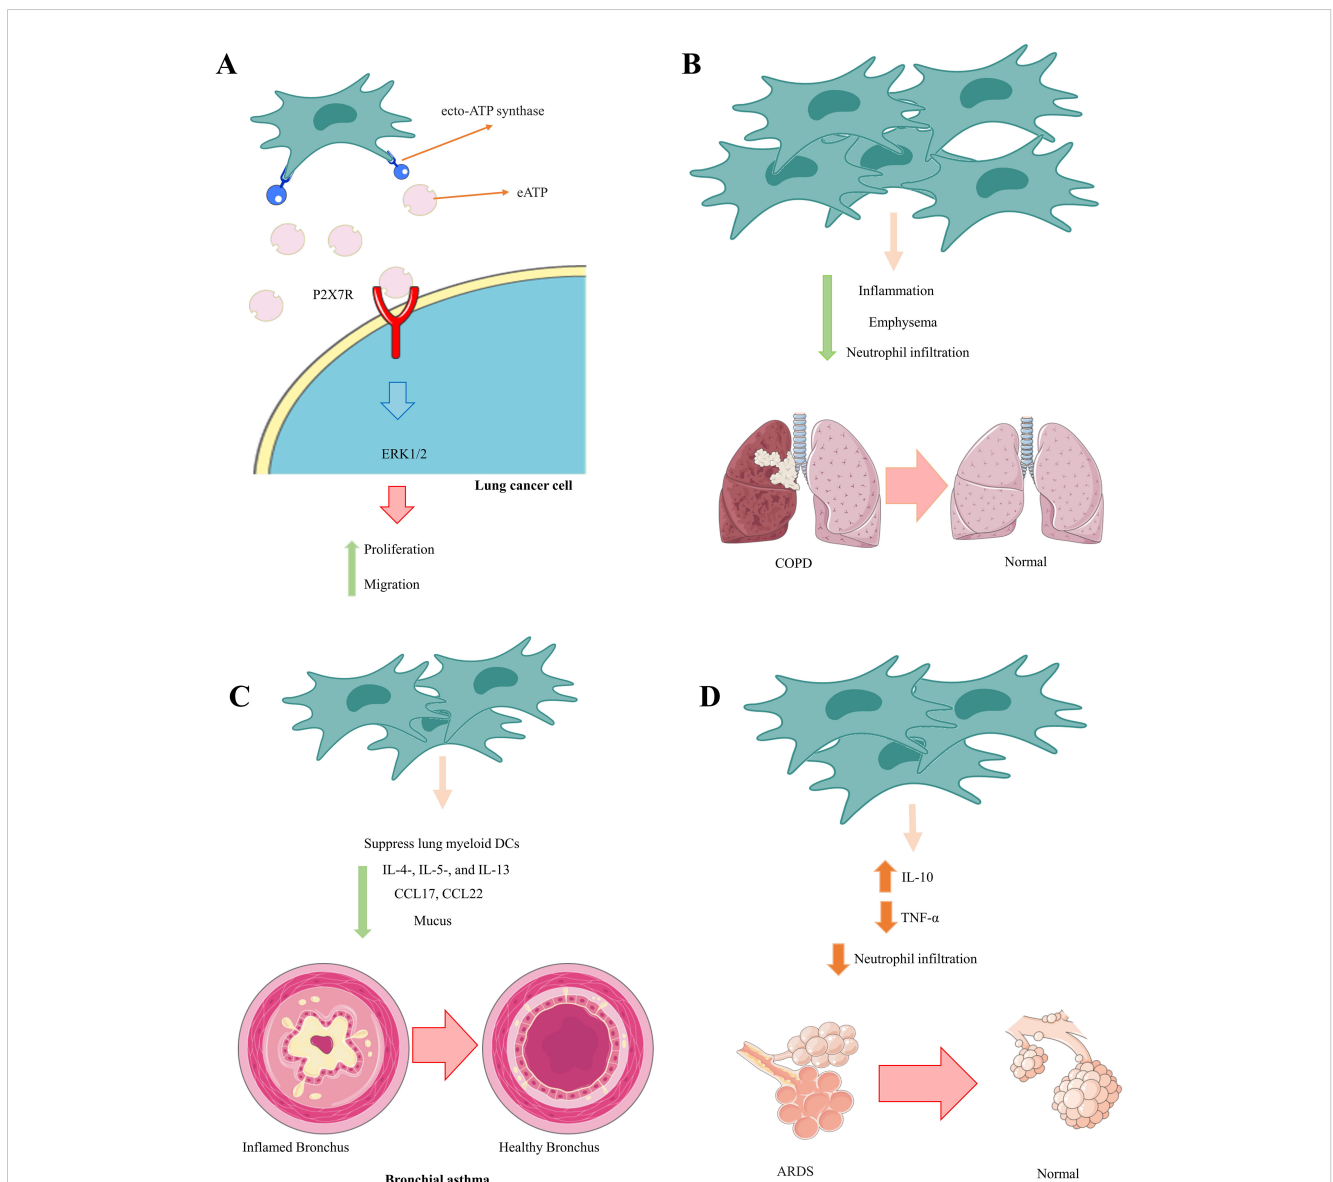 A
ecto-ATP synthase
eATP
P2X7R
ERK1/2
Lung cancer cell
Proliferation
Migration
B
Inflammation
Emphysema
Neutrophil infiltration
COPD
Normal
C
Suppress lung myeloid DCs
IL-4-, IL-5-, and IL-13
CCL17, CCL22
Mucus
Inflamed Bronchus
Healthy Bronchus
Bronchial asthma
D
IL-10
TNF-α
Neutrophil infiltration
ARDS
Normal